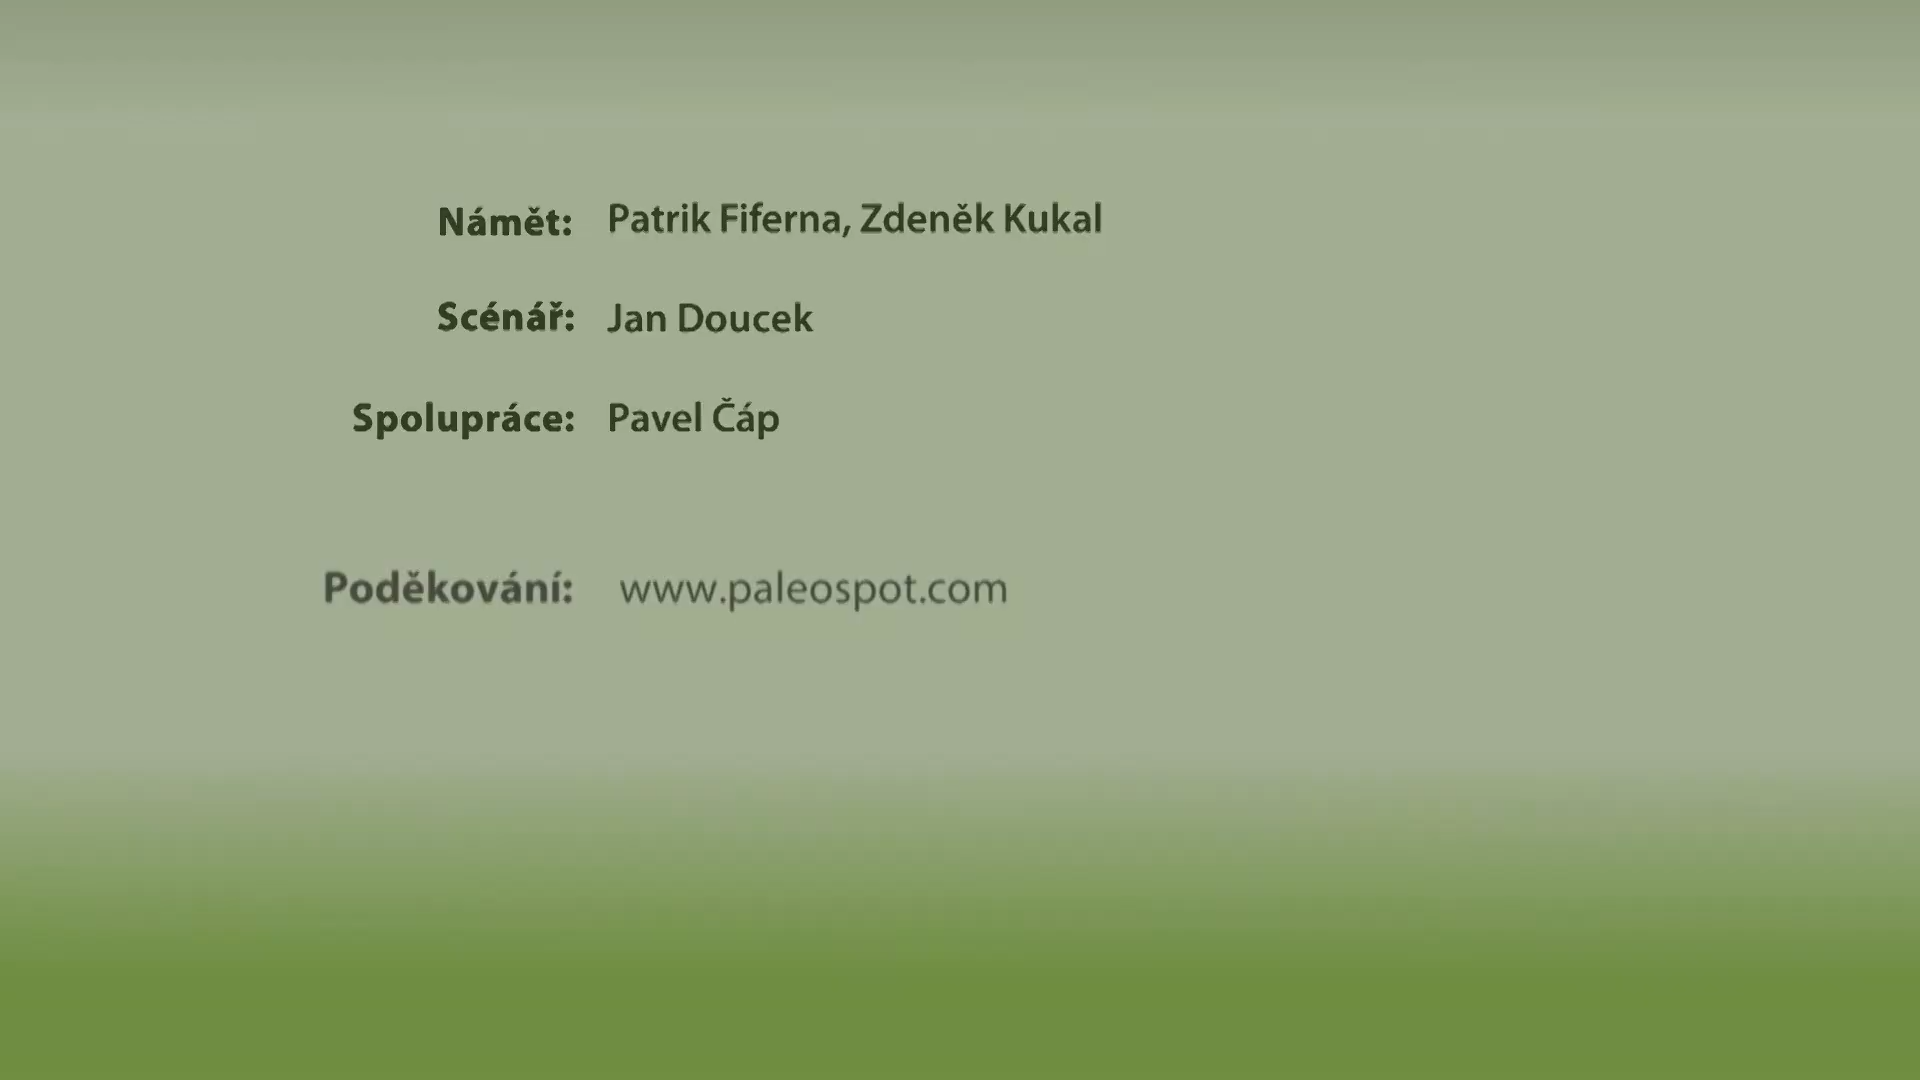 Námět: Patrik Fiferna, Zdeněk Kukal
Scénář: Jan Doucek
Spolupráce: Pavel Čáp
Poděkování: www.paleospot.com